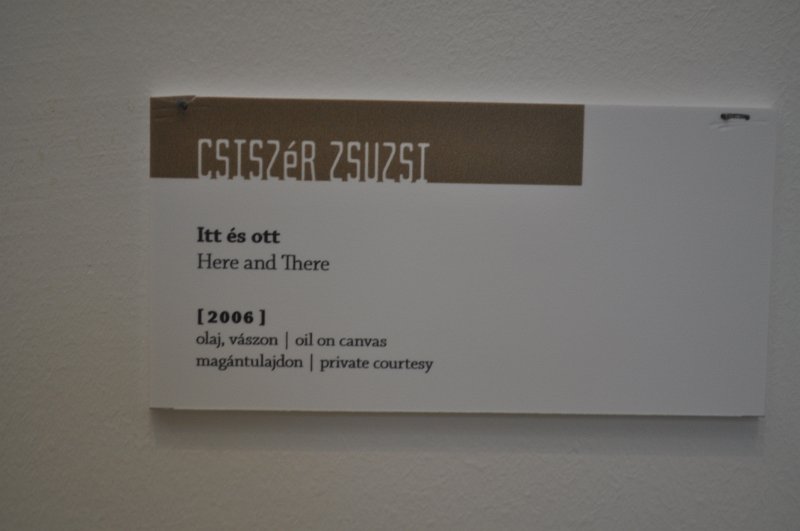 CSISZéR ZSUZSI
Itt és ott
Here and There
[2006]
olaj, vászon | oil on canvas
magántulajdon | private courtesy